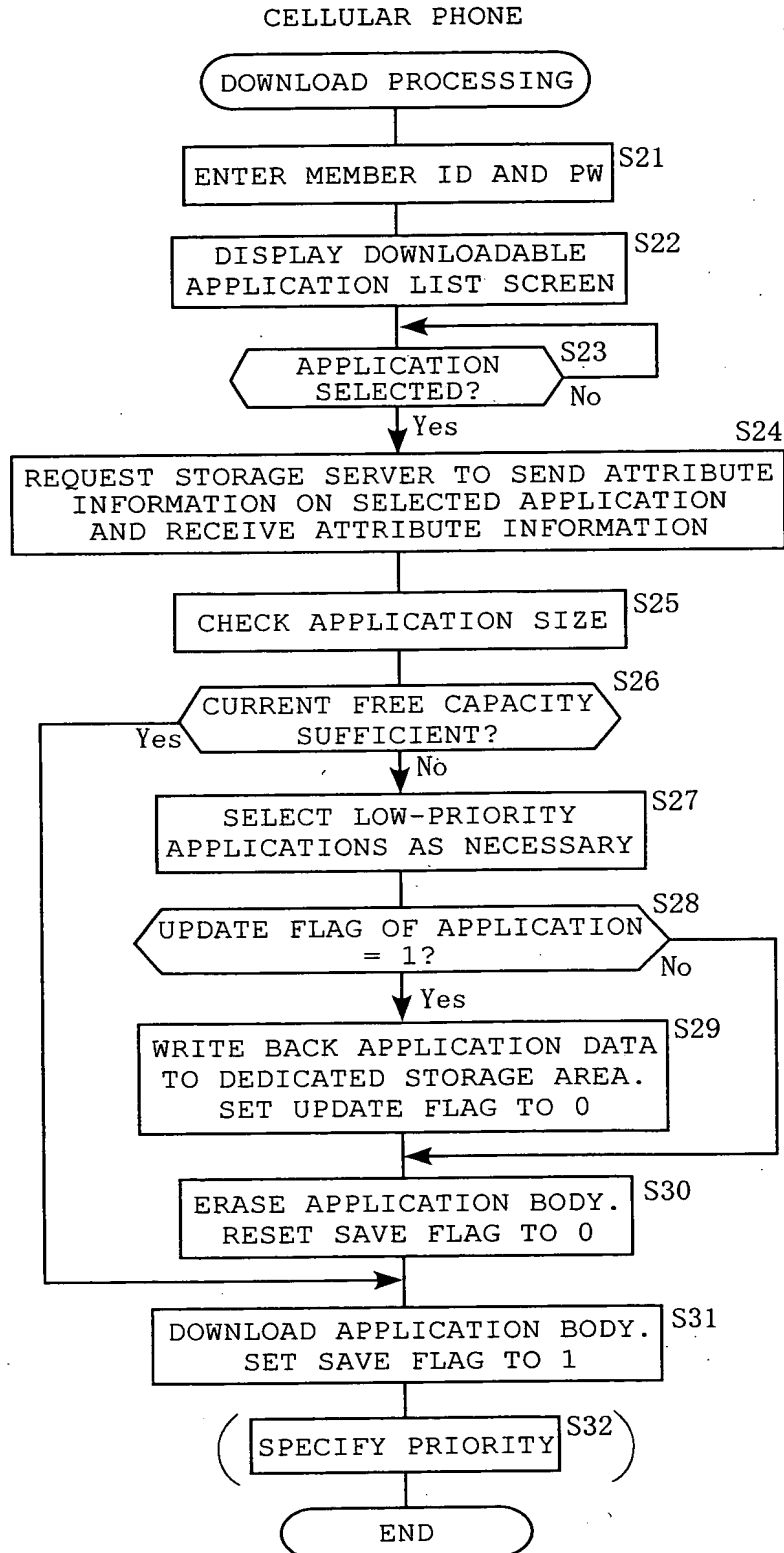 CELLULAR PHONE
DOWNLOAD PROCESSING
ENTER MEMBER ID AND PW
S21
DISPLAY DOWNLOADABLE
APPLICATION LIST SCREEN
S22
APPLICATION
SELECTED?
S23
No
Yes
S24
REQUEST STORAGE SERVER TO SEND ATTRIBUTE
INFORMATION ON SELECTED APPLICATION
AND RECEIVE ATTRIBUTE INFORMATION
CHECK APPLICATION SIZE
S25
CURRENT FREE CAPACITY
SUFFICIENT?
S26
Yes
No
SELECT LOW-PRIORITY
APPLICATIONS AS NECESSARY
S27
UPDATE FLAG OF APPLICATION
= 1?
S28
No
Yes
WRITE BACK APPLICATION DATA
TO DEDICATED STORAGE AREA.
SET UPDATE FLAG TO 0
S29
ERASE APPLICATION BODY.
RESET SAVE FLAG TO 0
S30
DOWNLOAD APPLICATION BODY.
SET SAVE FLAG TO 1
S31
(SPECIFY PRIORITY S32)
END